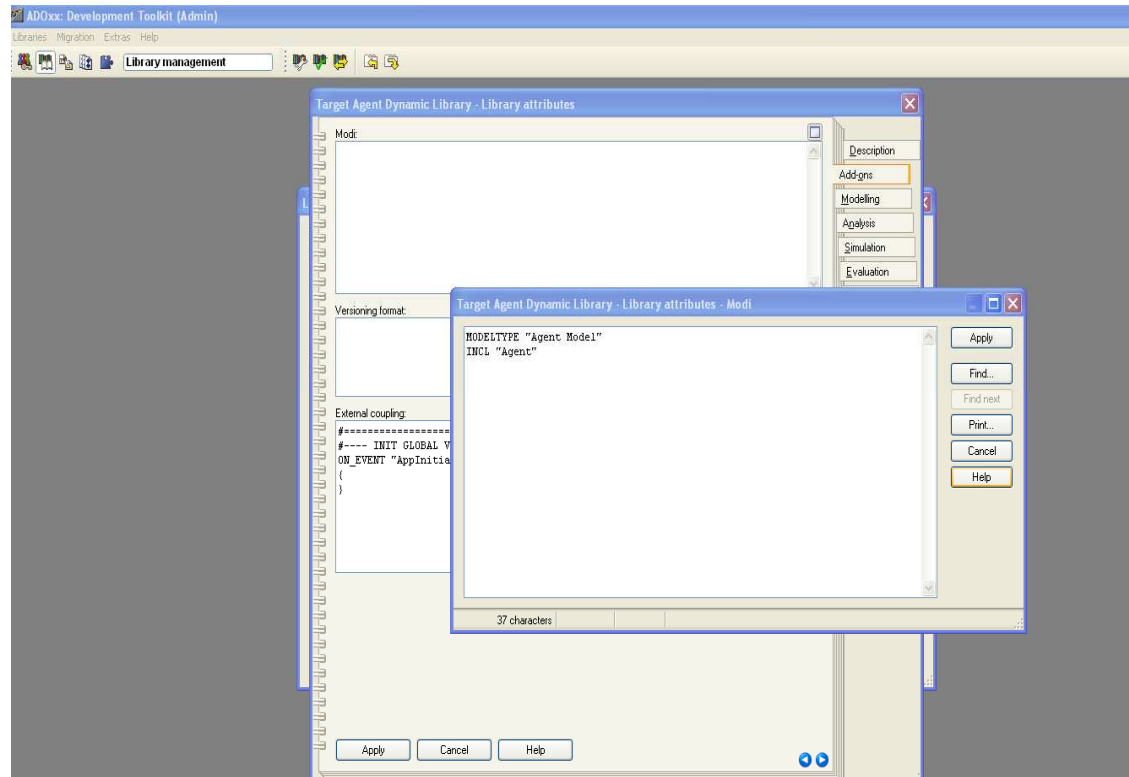 ADOxx: Development Toolkit (Admin)
Libraries Migration Extras Help
Library management
Target Agent Dynamic Library - Library attributes
Modi:
Description
Add-ons
Modelling
Analysis
Simulation
Evaluation
L
Versioning format:
External coupling:
#==================
#---- INIT GLOBAL V
ON_EVENT "AppInitia
{
}
Target Agent Dynamic Library - Library attributes - Modi
MODELTYPE "Agent Model"
INCL "Agent"
Apply
Find...
Find next
Print...
Cancel
Help
37 characters
Apply Cancel Help